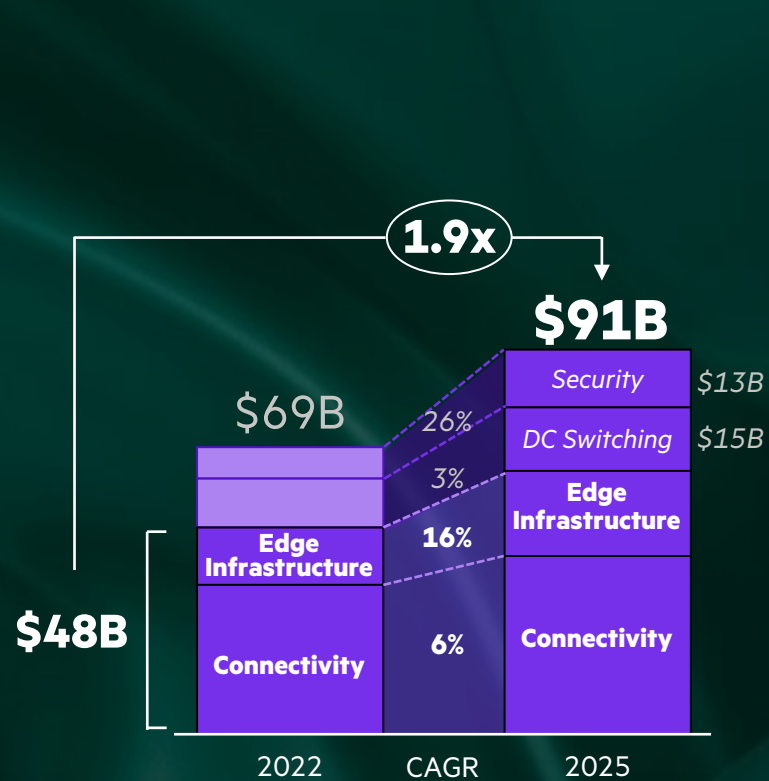 1.9x
$91B
$69B
Security
$13B
26%
DC Switching
$15B
3%
Edge
Infrastructure
16%
Edge
Infrastructure
$48B
Connectivity
6%
Connectivity
2022
CAGR
2025